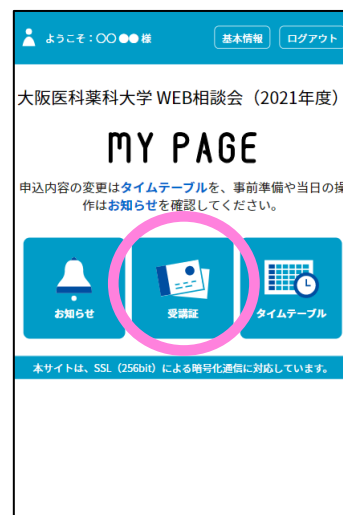 ようこそ：〇〇 ●● 様
基本情報
ログアウト
大阪医科薬科大学 WEB相談会（2021年度）
MY PAGE
申込内容の変更はタイムテーブルを、事前準備や当日の操
作はお知らせを確認してください。
お知らせ
受講証
タイムテーブル
本サイトは、SSL（256bit）による暗号化通信に対応しています。